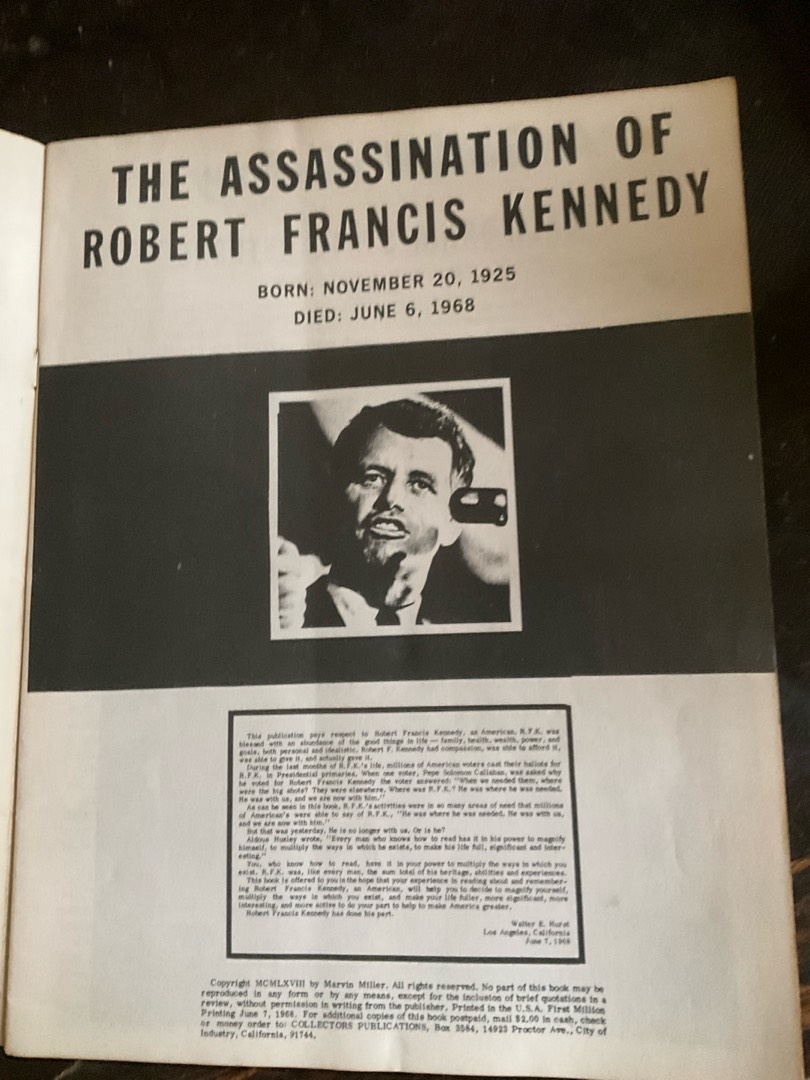 THE ASSASSINATION OF
ROBERT FRANCIS KENNEDY
BORN: NOVEMBER 20, 1925
DIED: JUNE 6, 1968
This publication pays respect to Robert Francis Kennedy, an American. R.F.K. was
blessed with an abundance of the good things in life — family, health, wealth, power, and
goals, both personal and idealistic. Robert F. Kennedy had compassion, was able to afford it,
was able to give it, and actually gave it.
During the last months of R.F.K.'s life, millions of American voters cast their ballots for
R.F.K. in Presidential primaries. When one voter, Pepe Solomon Callahan, was asked why
he voted for Robert Francis Kennedy the voter answered: "When we needed them, where
were the big shots? They were elsewhere. Where was R.F.K.? He was where he was needed.
He was with us, and we are now with him."
As can be seen in this book, R.F.K.'s activities were in so many areas of need that millions
of American's were able to say of R.F.K., "He was where he was needed. He was with us,
and we are now with him."
But that was yesterday. He is no longer with us. Or is he?
Aldous Huxley wrote, "Every man who knows how to read has it in his power to magnify
himself, to multiply the ways in which he exists, to make his life full, significant and inter-
esting."
You, who know how to read, have it in your power to multiply the ways in which you
exist. R.F.K. was, like every man, the sum total of his heritage, abilities and experiences.
This book is offered to you in the hope that your experience in reading about and remember-
ing Robert Francis Kennedy, an American, will help you to decide to magnify yourself,
multiply the ways in which you exist, and make your life fuller, more significant, more
interesting, and more active to do your part to help to make America greater.
Robert Francis Kennedy has done his part.
Walter E. Hurst
Los Angeles, California
June 7, 1968
Copyright MCMLXVIII by Marvin Miller. All rights reserved. No part of this book may be
reproduced in any form or by any means, except for the inclusion of brief quotations in a
review, without permission in writing from the publisher. Printed in the U.S.A. First Million
Printing June 7, 1968. For additional copies of this book postpaid, mail $2.00 in cash, check
or money order to: COLLECTORS PUBLICATIONS, Box 3564, 14923 Proctor Ave., City of
Industry, California, 91744.